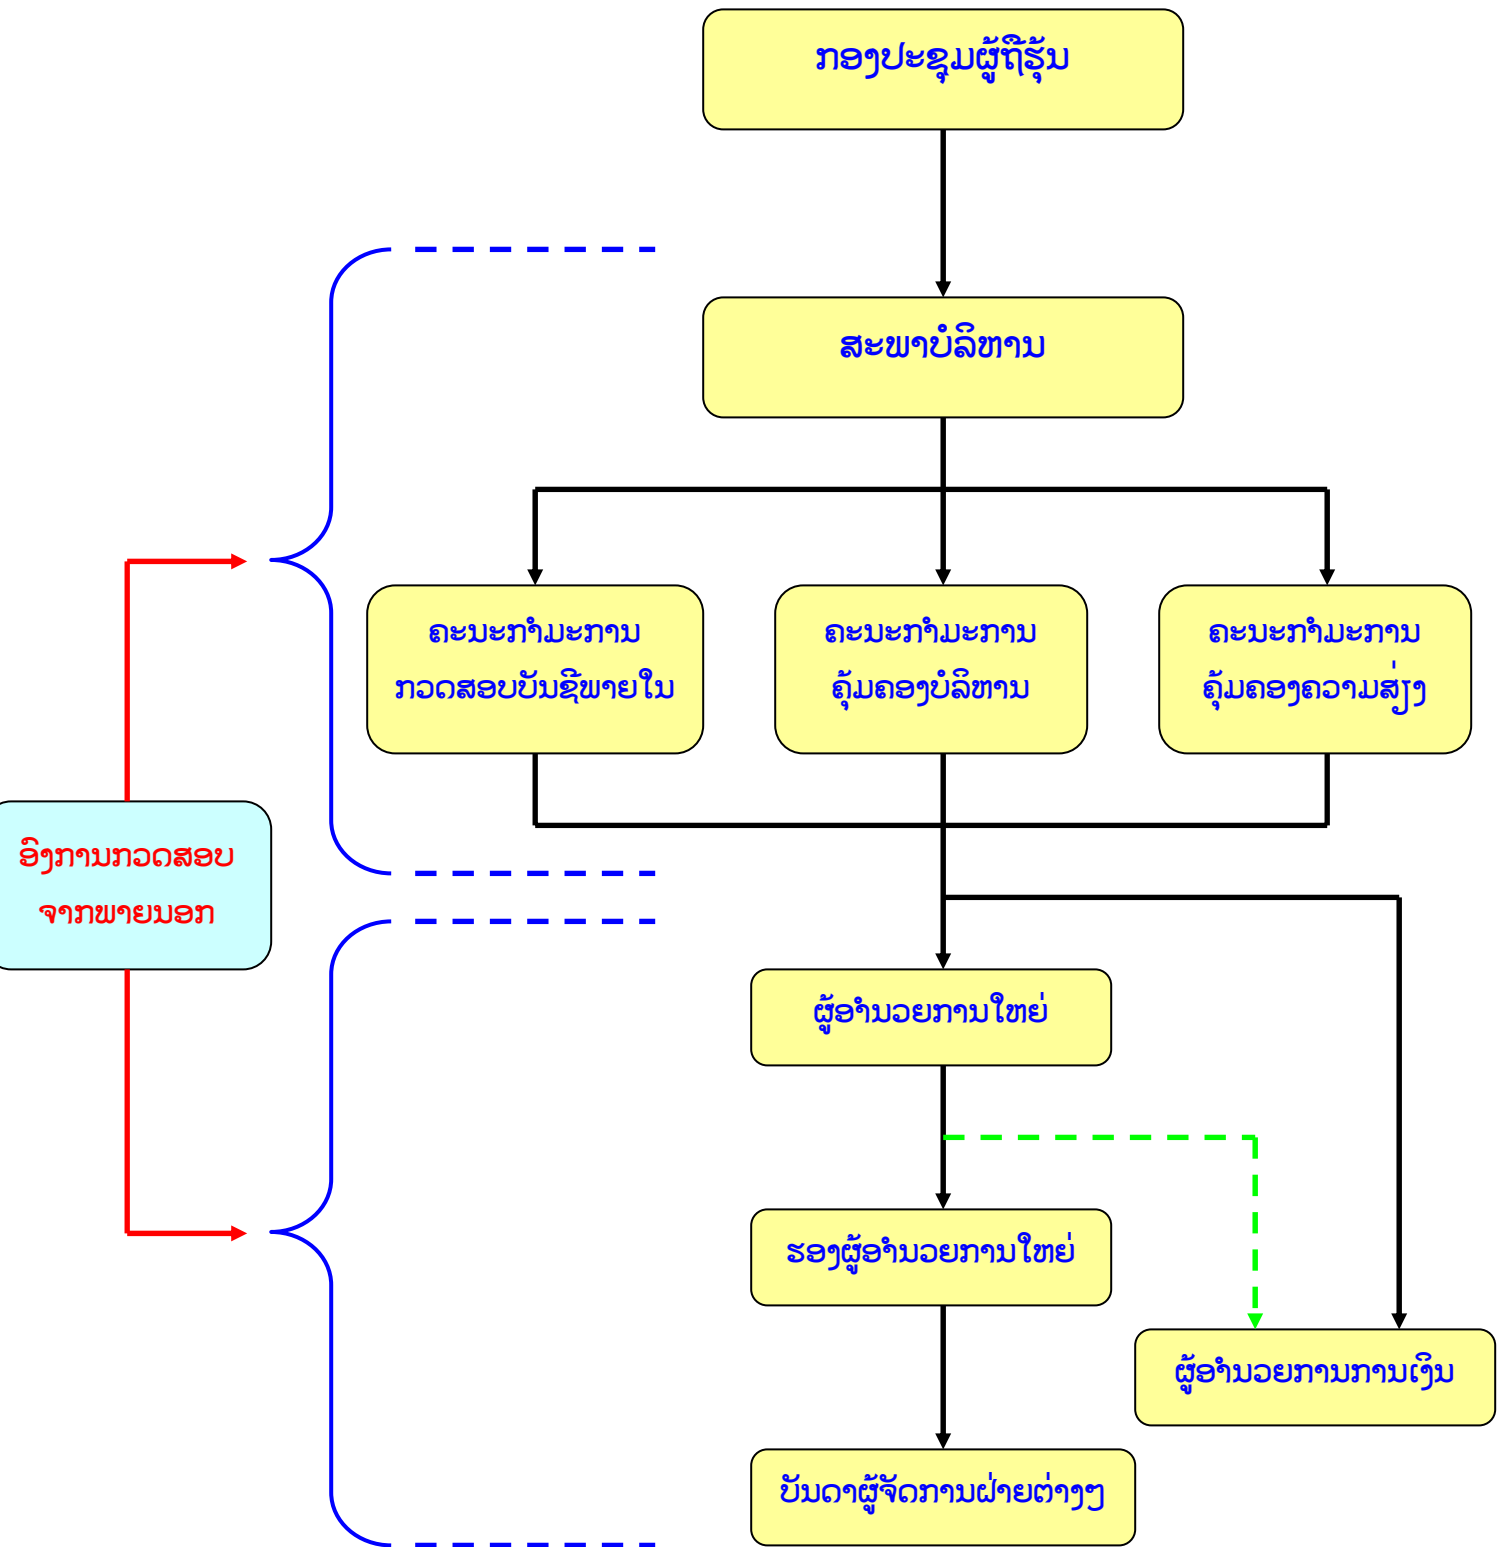 ກອງປະຊຸມຜູ້ຖືຮຸ້ນ
ສະພາບໍລິຫານ
ຄະນະກຳມະການ
ກວດສອບບັນຊີພາຍໃນ
ຄະນະກຳມະການ
ຄຸ້ມຄອງບໍລິຫານ
ຄະນະກຳມະການ
ຄຸ້ມຄອງຄວາມສ່ຽງ
ອົງການກວດສອບ
ຈາກພາຍນອກ
ຜູ້ອຳນວຍການໃຫຍ່
ຮອງຜູ້ອຳນວຍການໃຫຍ່
ຜູ້ອຳນວຍການການເງິນ
ບັນດາຜູ້ຈັດການຝ່າຍຕ່າງໆ